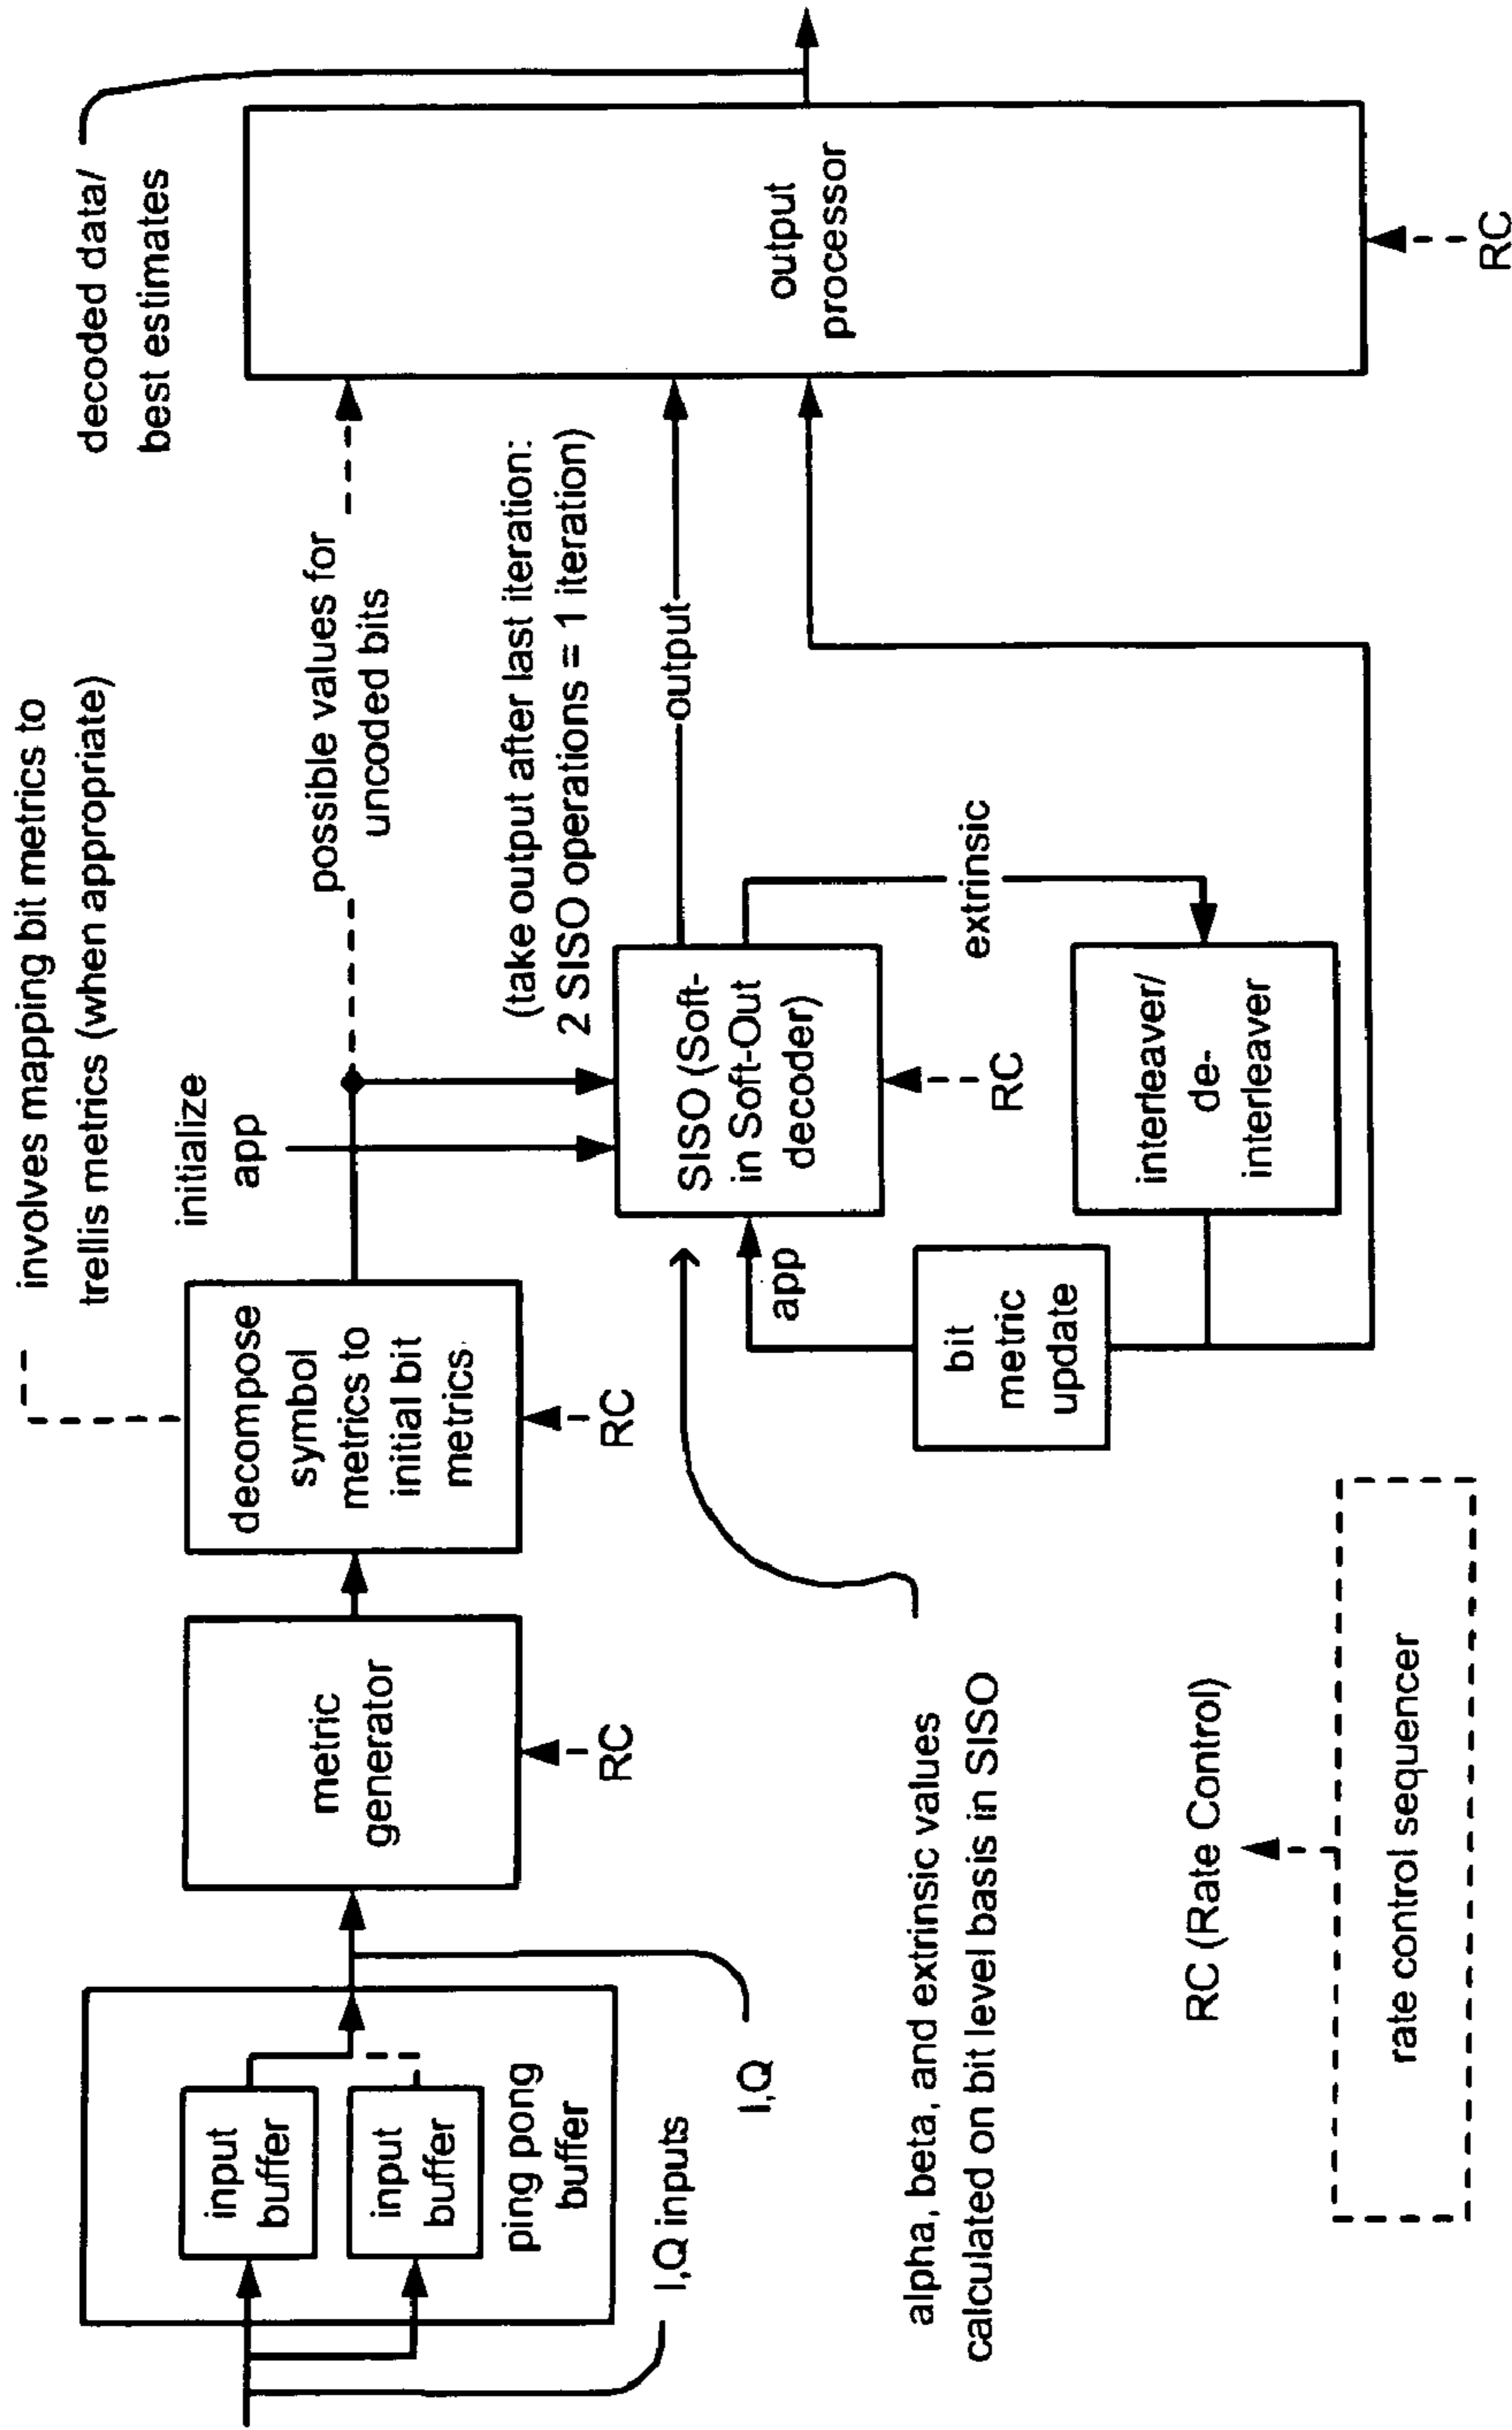 involves mapping bit metrics to
trellis metrics (when appropriate)
decoded data/
best estimates
initialize
app
possible values for
uncoded bits
input
buffer
input
buffer
ping pong
buffer
I,Q inputs
I,Q
metric
generator
RC
decompose
symbol
metrics to
initial bit
metrics
RC
(take output after last iteration:
2 SISO operations = 1 iteration)
output
SISO (Soft-
in Soft-Out
decoder)
RC
app
extrinsic
bit
metric
update
interleaver/
de-
interleaver
output
processor
RC
alpha, beta, and extrinsic values
calculated on bit level basis in SISO
RC (Rate Control)
rate control sequencer